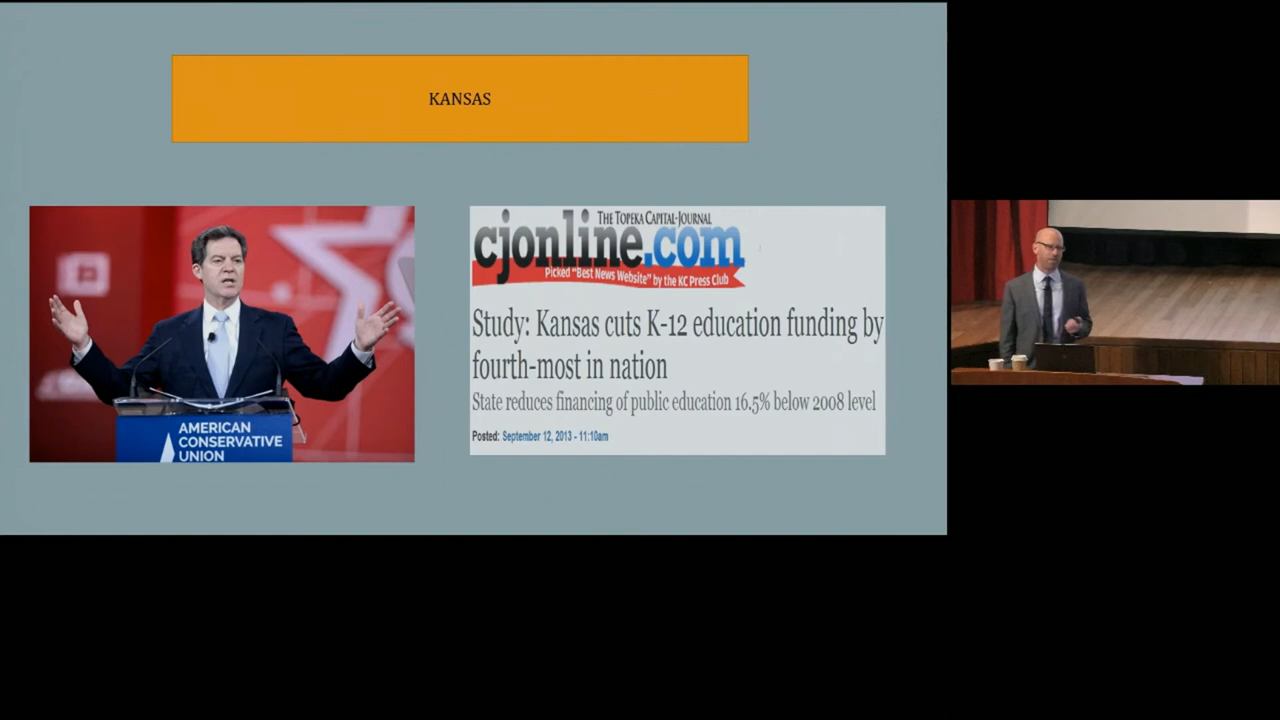 KANSAS
AMERICAN
CONSERVATIVE
UNION
THE TOPEKA CAPITAL-JOURNAL
cjonline.com
Picked "Best News Website" by the KC Press Club
Study: Kansas cuts K-12 education funding by
fourth-most in nation
State reduces financing of public education 16.5% below 2008 level
Posted: September 12, 2013 - 11:10am